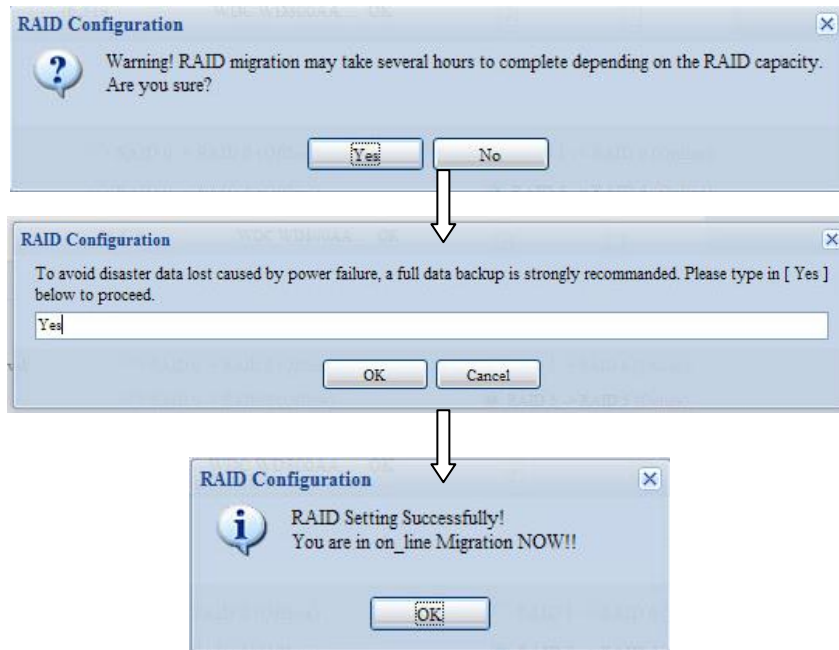 RAID Configuration
Warning! RAID migration may take several hours to complete depending on the RAID capacity.
Are you sure?
Yes
No
RAID Configuration
To avoid disaster data lost caused by power failure, a full data backup is strongly recommanded. Please type in [ Yes ]
below to proceed.
Yes
OK
Cancel
RAID Configuration
RAID Setting Successfully!
You are in on_line Migration NOW!!
OK